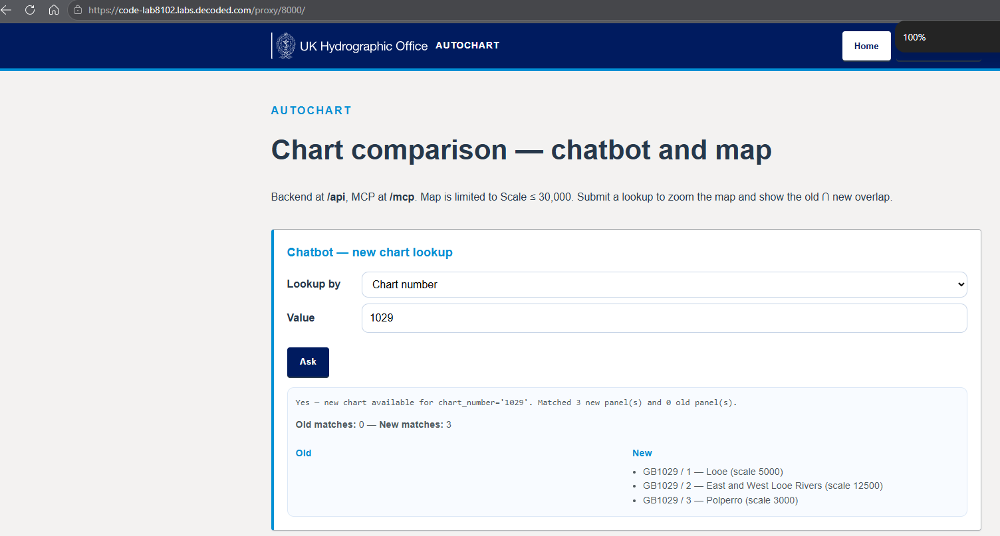 https://code-lab8102.labs.decoded.com/proxy/8000/
UK Hydrographic Office AUTOCHART
Home
100%
AUTOCHART
Chart comparison — chatbot and map
Backend at /api, MCP at /mcp. Map is limited to Scale ≤ 30,000. Submit a lookup to zoom the map and show the old ∩ new overlap.
Chatbot — new chart lookup
Lookup by Chart number
Value 1029
Ask
Yes — new chart available for chart_number='1029'. Matched 3 new panel(s) and 0 old panel(s).
Old matches: 0 — New matches: 3
Old New
• GB1029 / 1 — Looe (scale 5000)
• GB1029 / 2 — East and West Looe Rivers (scale 12500)
• GB1029 / 3 — Polperro (scale 3000)